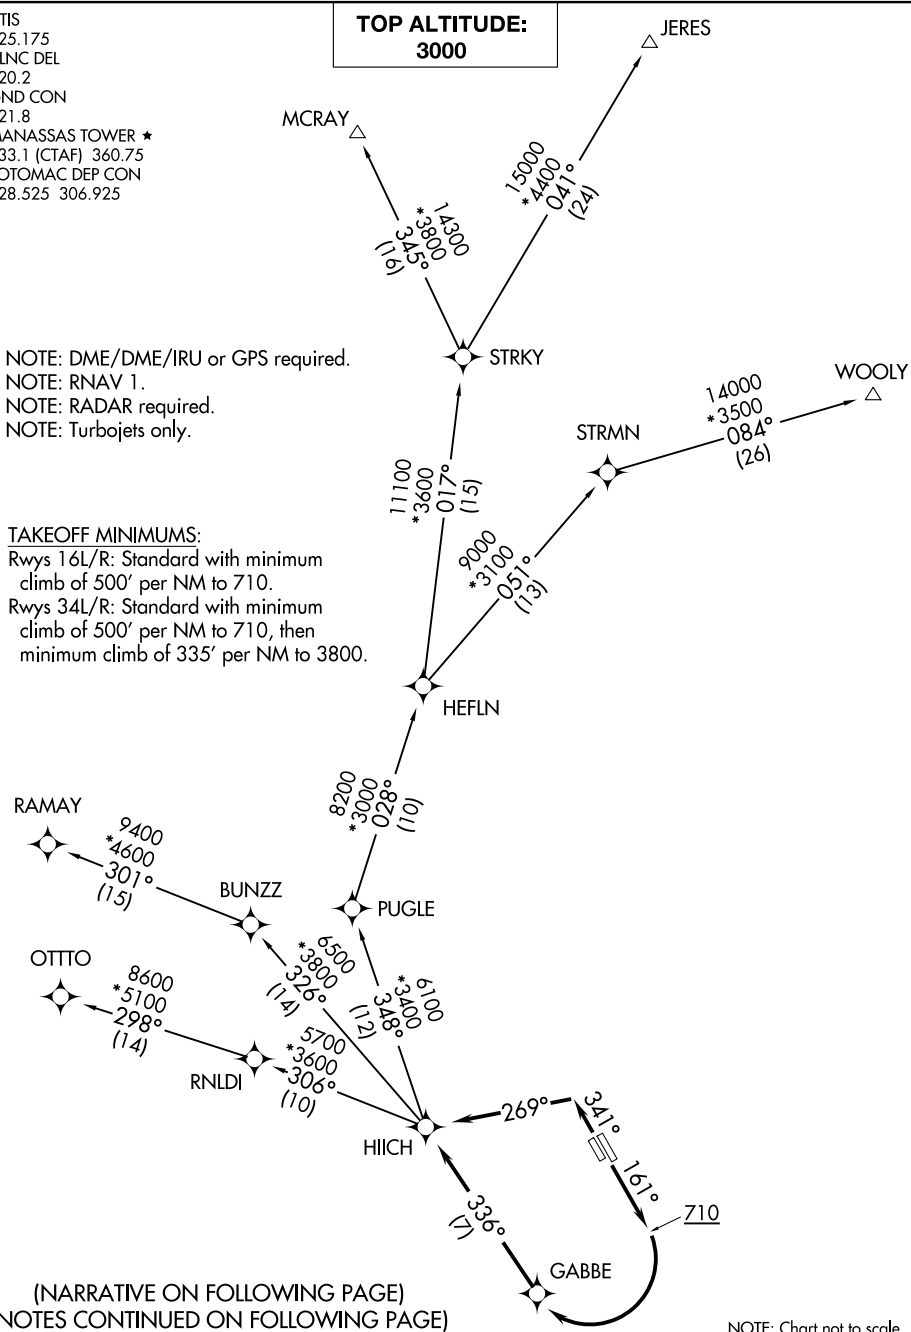 TIS
25.175
LNC DEL
20.2
ND CON
21.8
MANASSAS TOWER ★
33.1 (CTAF) 360.75
OTOMAC DEP CON
28.525 306.925
TOP ALTITUDE:
3000
JERES
MCRAY
15000
*4400
041°
(24)
14300
*3800
345°
(16)
NOTE: DME/DME/IRU or GPS required.
NOTE: RNAV 1.
NOTE: RADAR required.
NOTE: Turbojets only.
STRKY
WOOLY
14000
*3500
084°
(26)
STRMN
11100
*3600
017°
(15)
9000
*3100
051°
(13)
TAKEOFF MINIMUMS:
Rwys 16L/R: Standard with minimum
climb of 500' per NM to 710.
Rwys 34L/R: Standard with minimum
climb of 500' per NM to 710, then
minimum climb of 335' per NM to 3800.
HEFLN
8200
*3000
028°
(10)
RAMAY
9400
*4600
301°
(15)
BUNZZ
PUGLE
OTTTO
8600
*5100
298°
(14)
6500
*3800
326°
(14)
6100
*3400
348°
(12)
RNLDI
5700
*3600
306°
(10)
HIICH
269°
341°
161°
710
336°
(7)
GABBE
(NARRATIVE ON FOLLOWING PAGE)
NOTES CONTINUED ON FOLLOWING PAGE)
NOTE: Chart not to scale